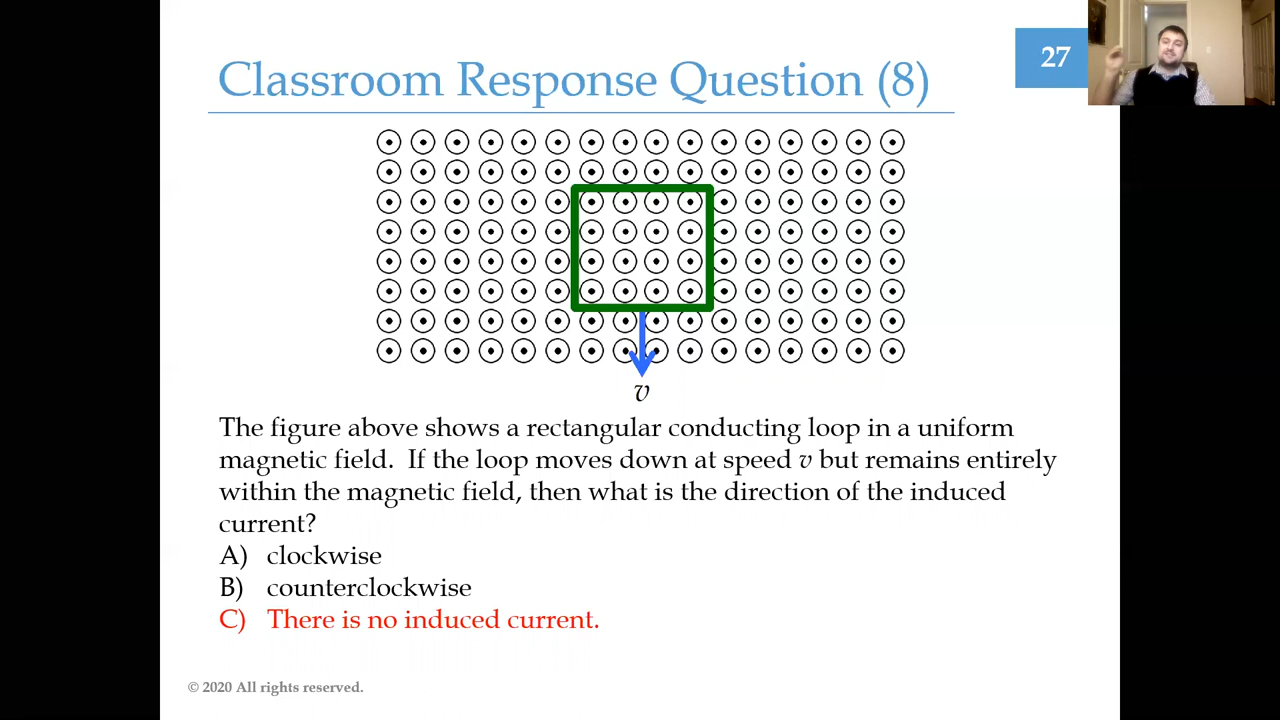 Classroom Response Question (8)
27
v
The figure above shows a rectangular conducting loop in a uniform
magnetic field. If the loop moves down at speed v but remains entirely
within the magnetic field, then what is the direction of the induced
current?
A) clockwise
B) counterclockwise
C) There is no induced current.
© 2020 All rights reserved.